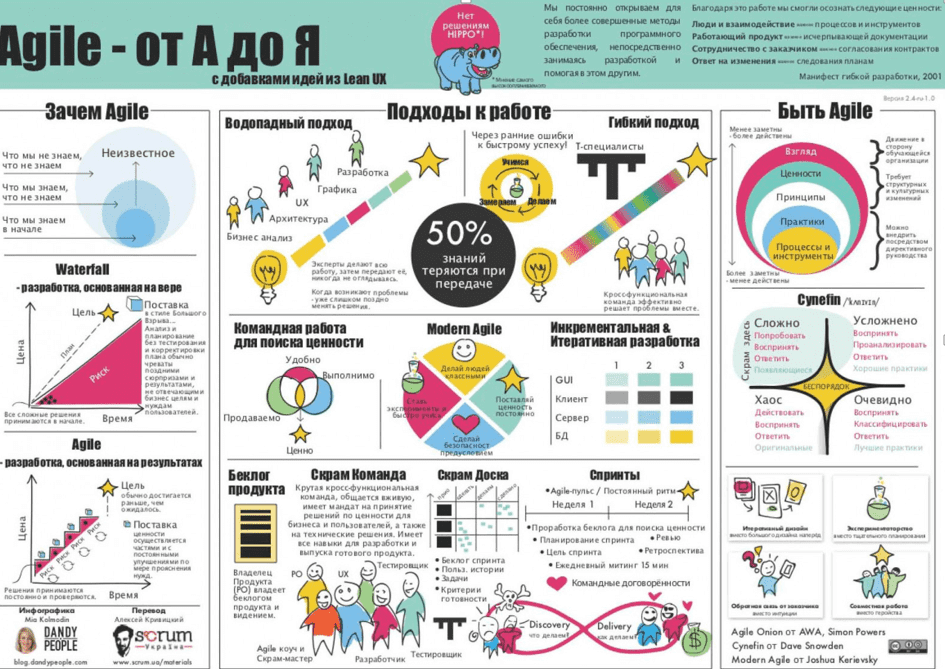 Agile - от А до Я
с добавками идеи из Lean UX
Нет
решениям
HIPPO*!
Мы постоянно открываем для
себя более совершенные методы
разработки программного
обеспечения, непосредственно
занимаясь разработкой и
помогая в этом другим.
Благодаря это работе мы смогли осознать следующие ценности:
Люди и взаимодействие важнее процессов и инструментов
Работающий продукт важнее исчерпывающей документации
Сотрудничество с заказчиком важнее согласования контрактов
Ответ на изменения важнее следования планам
Манифест гибкой разработки, 2001
Версия 2.4-ru-1.0
Зачем Agile
Что мы не знаем,
что не знаем
Что мы знаем,
что не знаем
Что мы знаем
в начале
Неизвестное
Waterfall
- разработка, основанная на вере
Цель
Цена
План
Риск
Время
Все сложные решения
принимаются в начале.
Поставка
в стиле Большого
Взрыва...
Анализ и
планирование
без тестирования
и корректировки
плана обычно
чреваты
поздними
сюрпризами и
результатами,
не отвечающими
бизнес целям и
нуждам
пользователей.
Agile
- разработка, основанная на результатах
Цель
обычно достигается
раньше, чем
ожидалось.
Поставка
ценности
осуществляется
частями и с
постоянными
улучшениями по
мере прояснения
нужд.
Цена
Риск
Риск
Риск
Риск
Решения принимаются
постоянно и проверяются.
Время
Инфографика
Mia Kolmodin
DANDY
PEOPLE
blog.dandypeople.com
Перевод
Алексей Кривицкий
scrum
Україна
www.scrum.ua/materials
Подходы к работе
Водопадный подход
Разработка
Графика
UX
Архитектура
Бизнес анализ
Эксперты делают всю
работу, затем передают её,
никогда не оглядываясь.
Когда возникают проблемы
- уже слишком поздно
менять решения.
Через ранние ошибки
к быстрому успеху!
Учимся
Замеряем
Делаем
50%
знаний
теряются при
передаче
Гибкий подход
Т-специалисты
Кроссфункциональная
команда эффективно
решает проблемы вместе.
Командная работа
для поиска ценности
Удобно
Выполнимо
Продаваемо
Ценно
Modern Agile
Делай людей
классными
Ставь
эксперименты и
быстро учись
Поставляй
ценность
постоянно
Сделай
безопасност
предусловием
Инкрементальная &
Итеративная разработка
1 2 3
GUI
Клиент
Сервер
БД
Беклог
продукта
Владелец
Продукта
(PO) владеет
беклогом
продукта и
видением.
Скрам Команда
Крутая кросс-функциональная
команда, общается вживую,
имеет мандат на принятие
решений по ценности для
бизнеса и пользователей, а также
на технические решения. Имеет
все навыки для разработки и
выпуска готового продукта.
PO
UX
Тестировщик
Agile коуч и
Скрам-мастер
Разработчик
Тестировщик
Скрам Доска
• Беклог спринта
• Польз. истории
• Задачи
• Критерии
готовности
Спринты
• Agile-пульс / Постоянный ритм
Неделя 1
Неделя 2
• Проработка беклога для поиска ценности
• Планирование спринта
• Ревью
• Цель спринта
• Ретроспектива
• Ежедневный митинг 15 мин
Командные договорённости
Discovery
что делаем?
Delivery
как делаем?
Быть Agile
Менее заметны
- более действены
Взгляд
Ценности
Принципы
Практики
Процессы и
инструменты
Более заметны
- менее действены
Движение в
сторону
обучающейся
организации
Требует
структурных
и культурных
изменений
Можно
внедрить
посредством
директивного
руководства
Cynefin /ˈkʌnɪvɪn/
Скрам здесь
Сложно
Попробовать
Воспринять
Ответить
Появляющиеся
Усложнено
Воспринять
Проанализировать
Ответить
Хорошие практики
БЕСПОРЯДОК
Хаос
Действовать
Воспринять
Ответить
Оригинальные
Очевидно
Воспринять
Классифицировать
Ответить
Лучшие практики
Итеративный дизайн
вместо большого дизайна наперёд
Экспериментаторство
вместо тщательного планирования
Обратная связь от заказчика
вместо интуиции
Совместная работа
вместо геройства
Agile Onion от AWA, Simon Powers
Cynefin от Dave Snowden
Modern Agile от Joshua Kerievsky